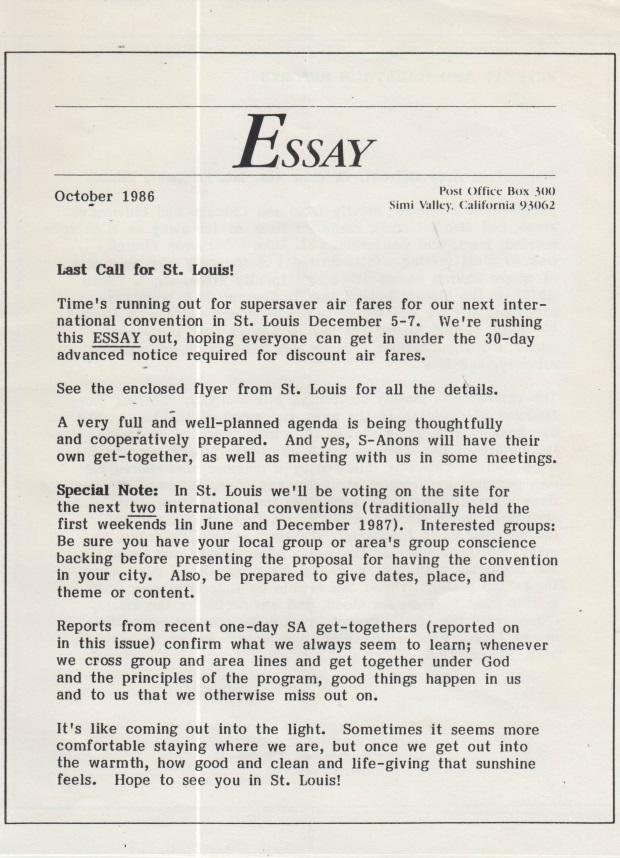 ESSAY
October 1986
Post Office Box 300
Simi Valley, California 93062
Last Call for St. Louis!
Time's running out for supersaver air fares for our next inter-
national convention in St. Louis December 5-7. We're rushing
this ESSAY out, hoping everyone can get in under the 30-day
advanced notice required for discount air fares.
See the enclosed flyer from St. Louis for all the details.
A very full and well-planned agenda is being thoughtfully
and cooperatively prepared. And yes, S-Anons will have their
own get-together, as well as meeting with us in some meetings.
Special Note: In St. Louis we'll be voting on the site for
the next two international conventions (traditionally held the
first weekends lin June and December 1987). Interested groups:
Be sure you have your local group or area's group conscience
backing before presenting the proposal for having the convention
in your city. Also, be prepared to give dates, place, and
theme or content.
Reports from recent one-day SA get-togethers (reported on
in this issue) confirm what we always seem to learn; whenever
we cross group and area lines and get together under God
and the principles of the program, good things happen in us
and to us that we otherwise miss out on.
It's like coming out into the light. Sometimes it seems more
comfortable staying where we are, but once we get out into
the warmth, how good and clean and life-giving that sunshine
feels. Hope to see you in St. Louis!